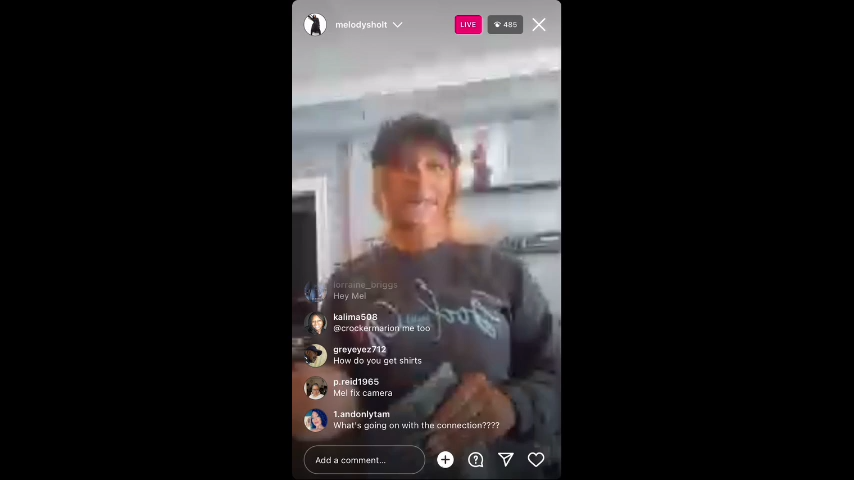 melodysholt
LIVE
485
lorraine_briggs
Hey Mel
kalima508
@crockermarion me too
greyeyez712
How do you get shirts
p.reid1965
Mel fix camera
1.andonlytam
What's going on with the connection????
Add a comment...